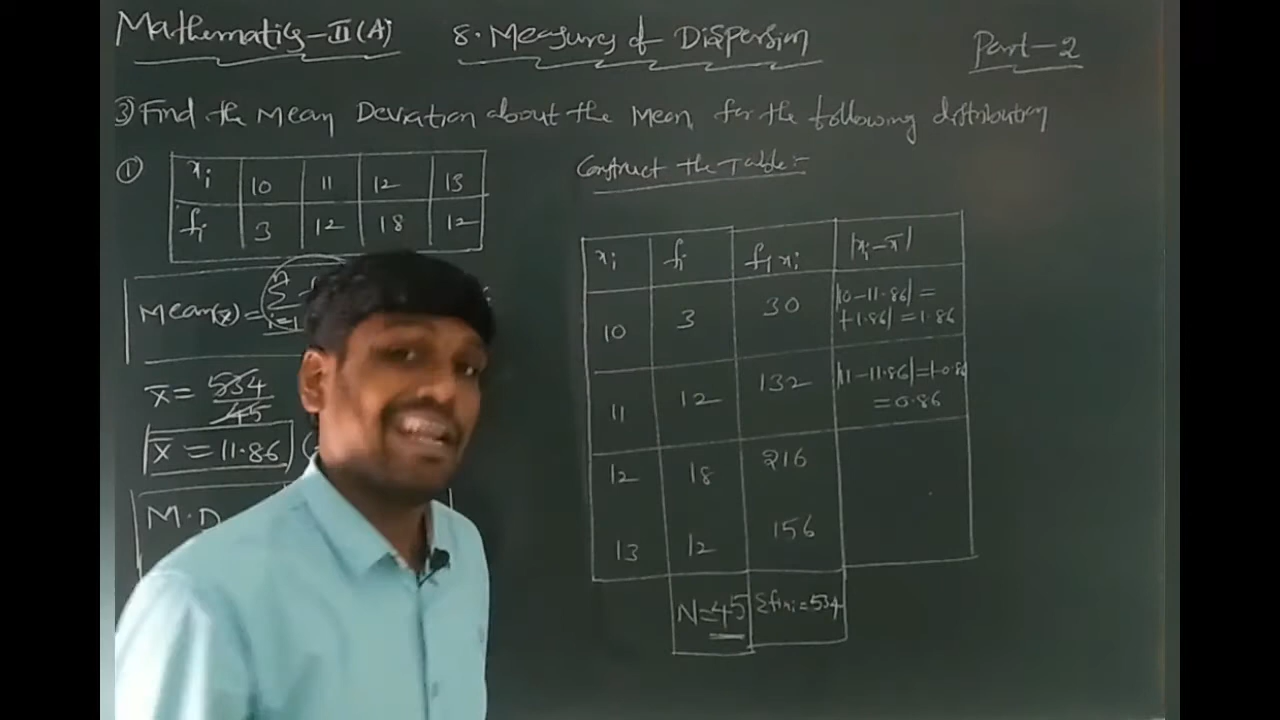 Mathematics-II(A) 8. Measures of Dispersion Part-2
3) Find the Mean Deviation about the Mean for the following distribution
①
xi 10 11 12 13
fi 3 12 18 12
Mean(x̄) = Σ i=1
x̄ = 534/45
x̄ = 11.86
M.D
Construct the Table:-
xi fi fixi |xi-x̄|
10 3 30 |10-11.86| =
|-1.86| = 1.86
11 12 132 |11-11.86| = |-0.86
= 0.86
12 18 216
13 12 156
N=45 Σfixi=534